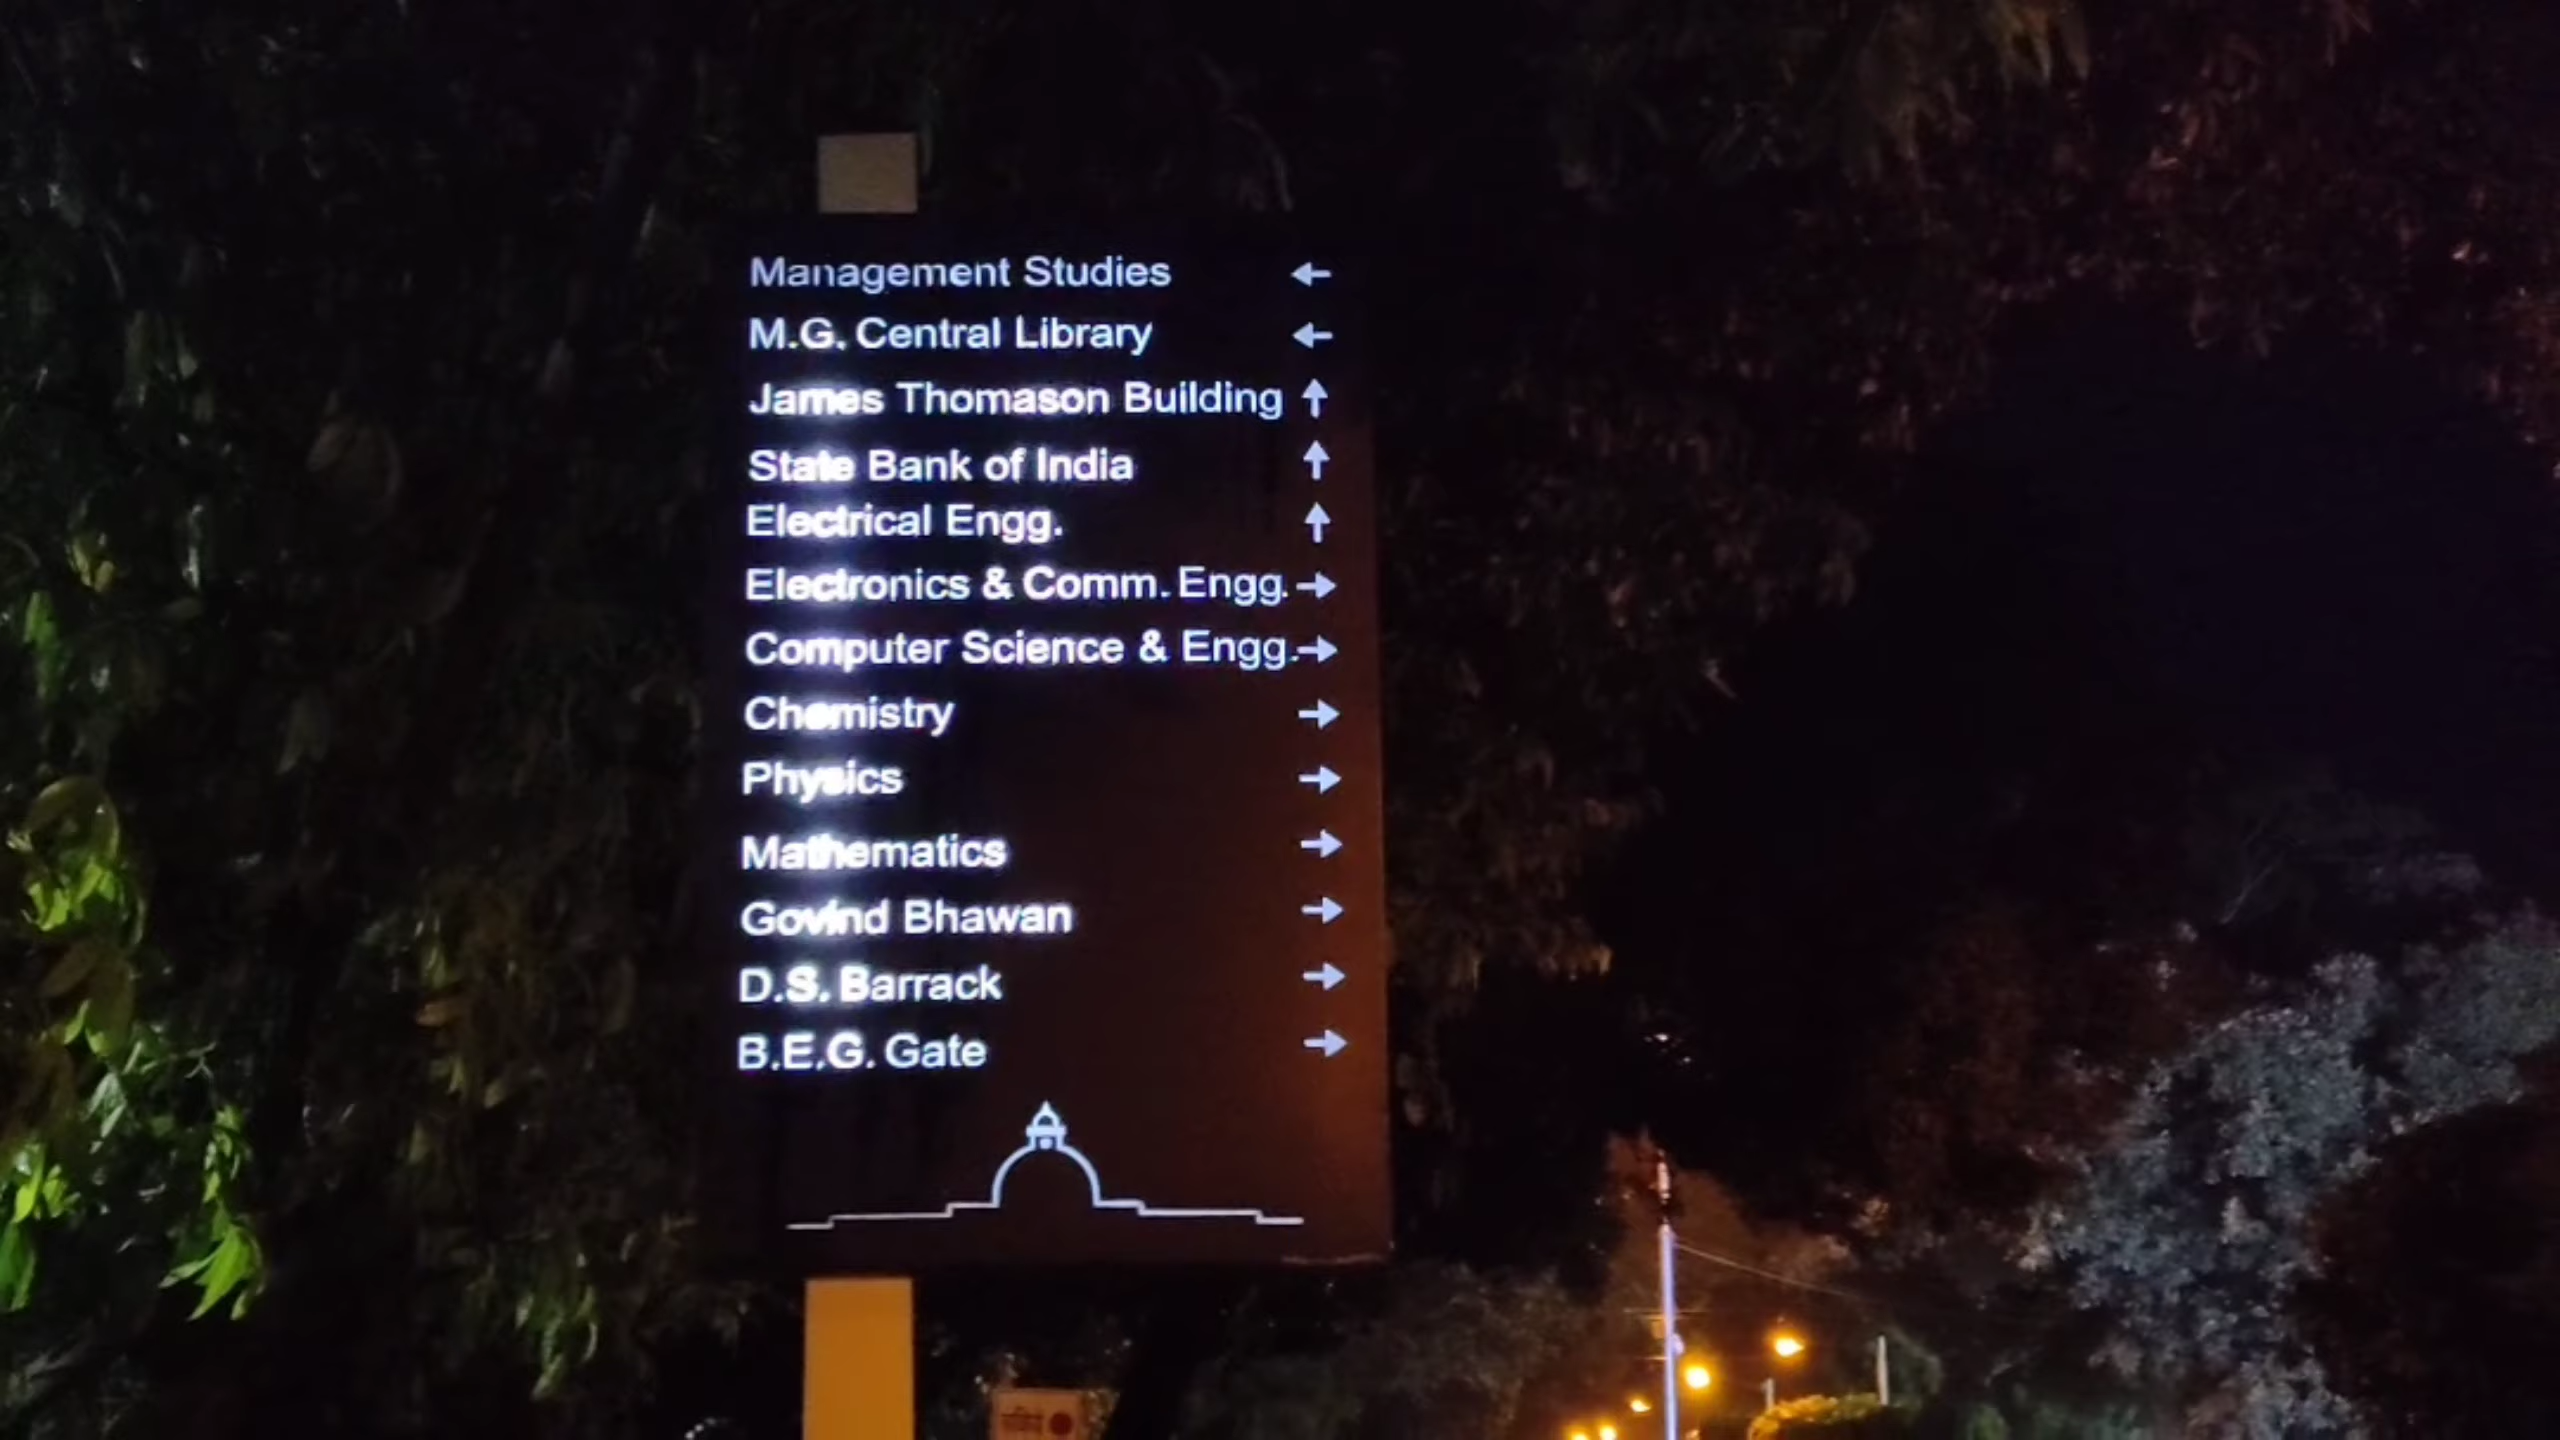 Management Studies ←
M.G. Central Library ←
James Thomason Building ↑
State Bank of India ↑
Electrical Engg. ↑
Electronics & Comm. Engg. →
Computer Science & Engg. →
Chemistry →
Physics →
Mathematics →
Govind Bhawan →
D.S. Barrack →
B.E.G. Gate →